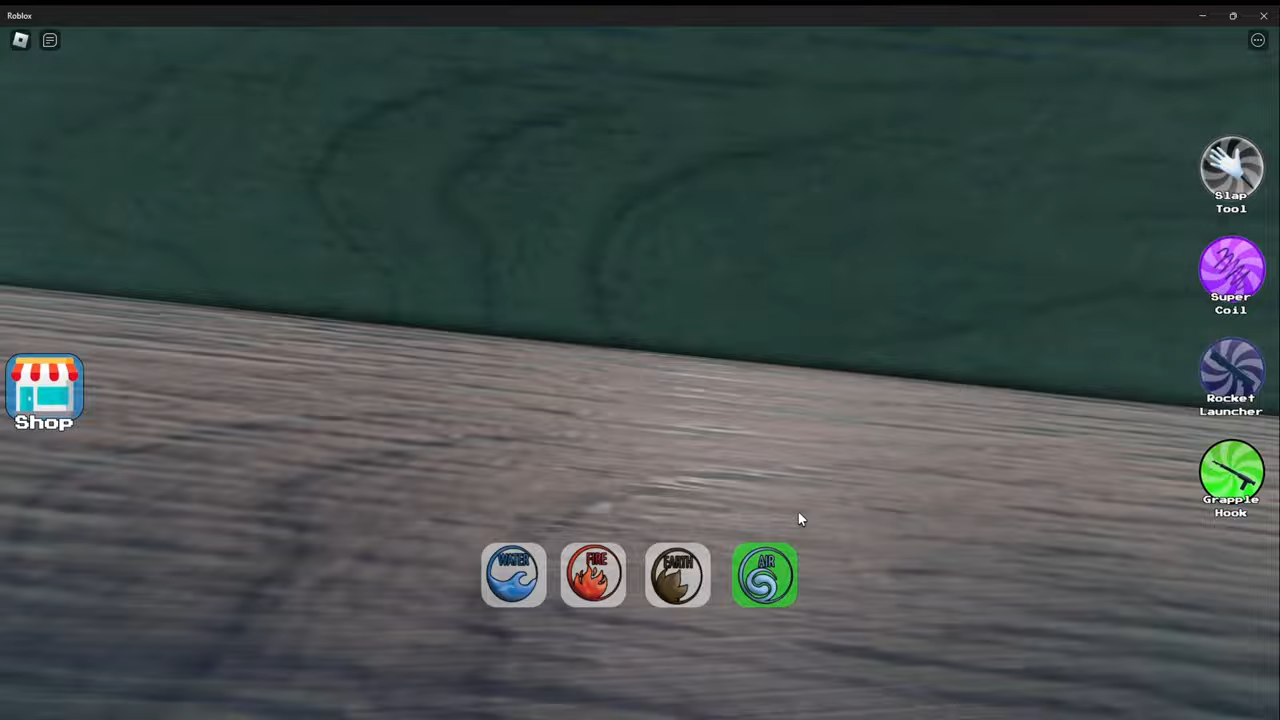 Roblox
Slap
Tool
Super
Coil
Rocket
Launcher
Shop
Grapple
Hook
WATER
FIRE
EARTH
AIR